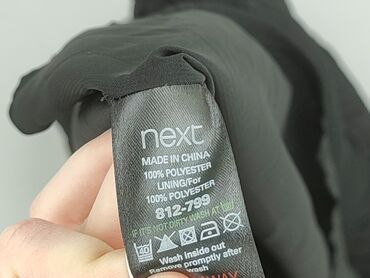 next
MADE IN CHINA
100% POLYESTER
LINING/For
100% POLYESTER
812-799
IF IT'S NOT DIRTY WASH AT
40
Wash inside out
Remove promptly after
wash